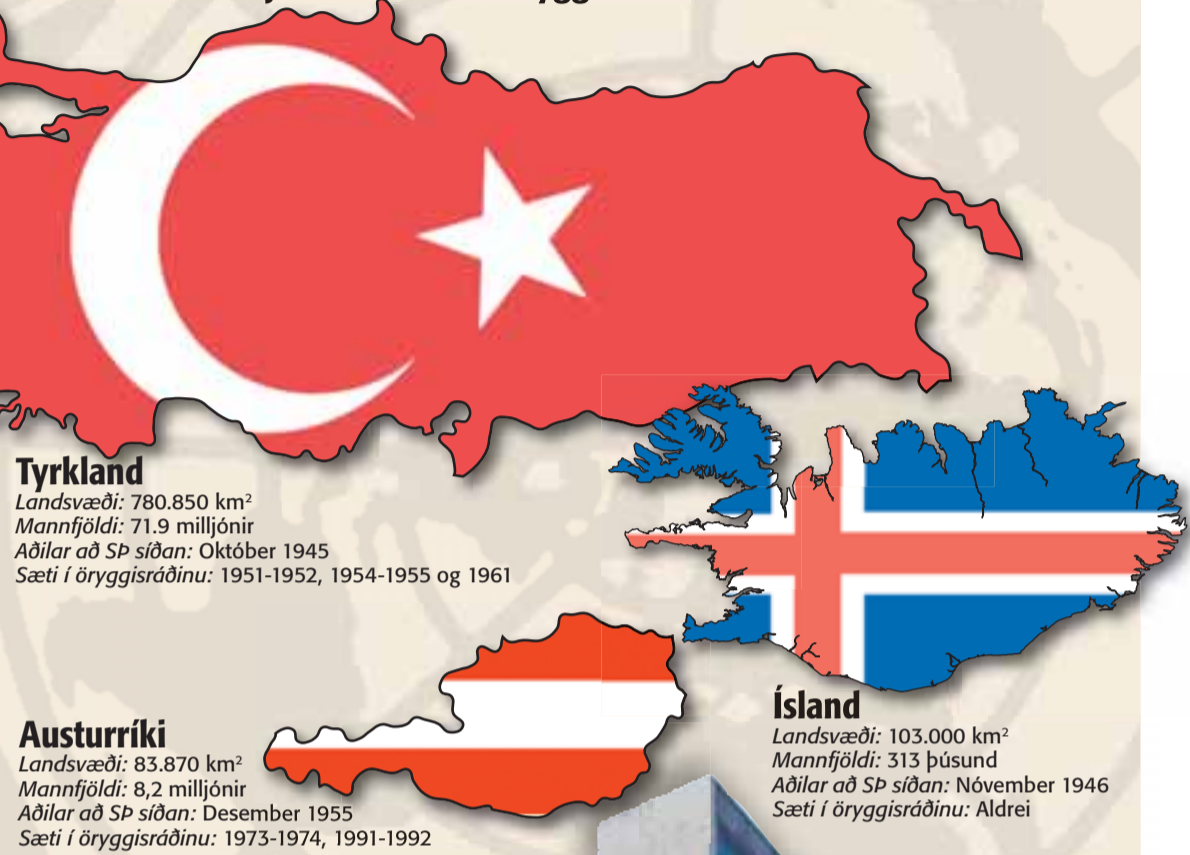 Tyrkland
Landsvæði: 780.850 km²
Mannfjöldi: 71.9 milljónir
Aðilar að SÞ síðan: Október 1945
Sæti í öryggisráðinu: 1951-1952, 1954-1955 og 1961
Ísland
Landsvæði: 103.000 km²
Mannfjöldi: 313 þúsund
Aðilar að SÞ síðan: Nóvember 1946
Sæti í öryggisráðinu: Aldrei
Austurríki
Landsvæði: 83.870 km²
Mannfjöldi: 8,2 milljónir
Aðilar að SÞ síðan: Desember 1955
Sæti í öryggisráðinu: 1973-1974, 1991-1992